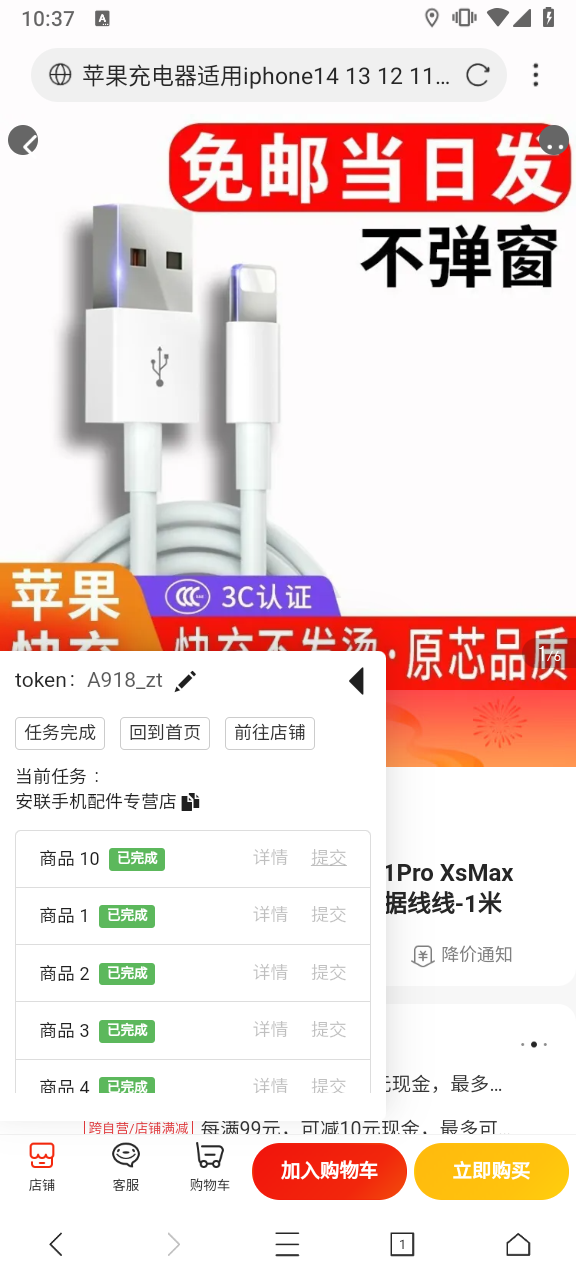 10:37
A
苹果充电器适用iphone14 13 12 11...
免邮当日发
不弹窗
苹果
3C认证
快充不发烫·原芯品质
1/6
token： A918_zt
任务完成 回到首页 前往店铺
当前任务：
安联手机配件专营店
商品 10 已完成 详情 提交
1Pro XsMax
据线线-1米
商品 1 已完成 详情 提交
降价通知
商品 2 已完成 详情 提交
商品 3 已完成 详情 提交
商品 4 已完成 详情 提交
元现金，最多...
跨自营/店铺满减 每满99元，可减10元现金，最多可...
店铺 客服 购物车 加入购物车 立即购买
1